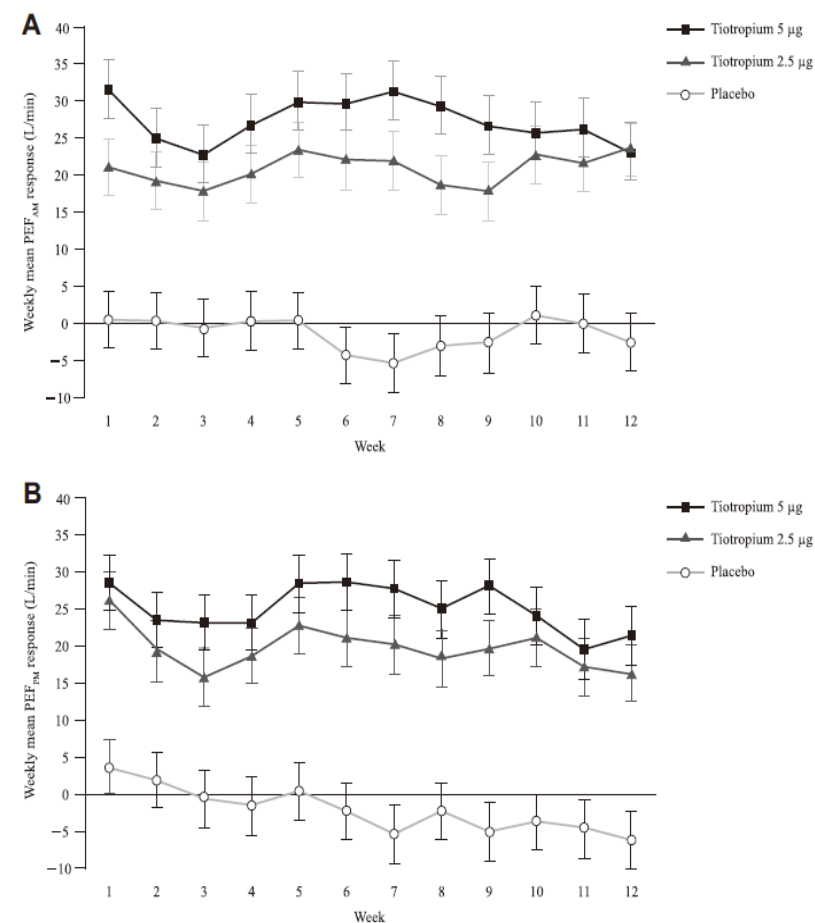 A
Weekly mean PEF_AM response (L/min)
40
35
30
25
20
15
10
5
0
−5
−10
1 2 3 4 5 6 7 8 9 10 11 12
Week
Tiotropium 5 µg
Tiotropium 2.5 µg
Placebo
B
Weekly mean PEF_PM response (L/min)
40
35
30
25
20
15
10
5
0
−5
−10
1 2 3 4 5 6 7 8 9 10 11 12
Week
Tiotropium 5 µg
Tiotropium 2.5 µg
Placebo